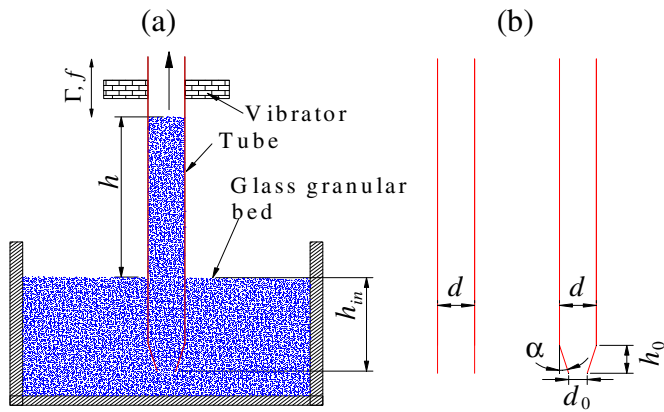 (a)
(b)
Γ, f
Vibrator
Tube
h
Glass granular
bed
h_in
d
d
α
h_0
d_0